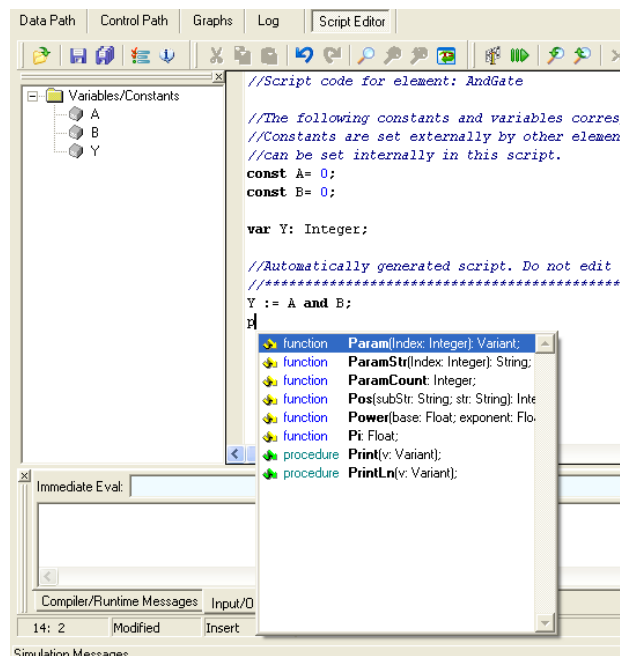 Data Path Control Path Graphs Log Script Editor
Variables/Constants
A
B
Y
//Script code for element: AndGate
//The following constants and variables corres
//Constants are set externally by other elemen
//can be set internally in this script.
const A= 0;
const B= 0;
var Y: Integer;
//Automatically generated script. Do not edit
//*******************************************
Y := A and B;
p
function Param(Index: Integer): Variant;
function ParamStr(Index: Integer): String;
function ParamCount: Integer;
function Pos(subStr: String; str: String): Inte
function Power(base: Float; exponent: Flo
function Pi: Float;
procedure Print(v: Variant);
procedure PrintLn(v: Variant);
Immediate Eval:
Compiler/Runtime Messages Input/O
14: 2 Modified Insert
Simulation Messages